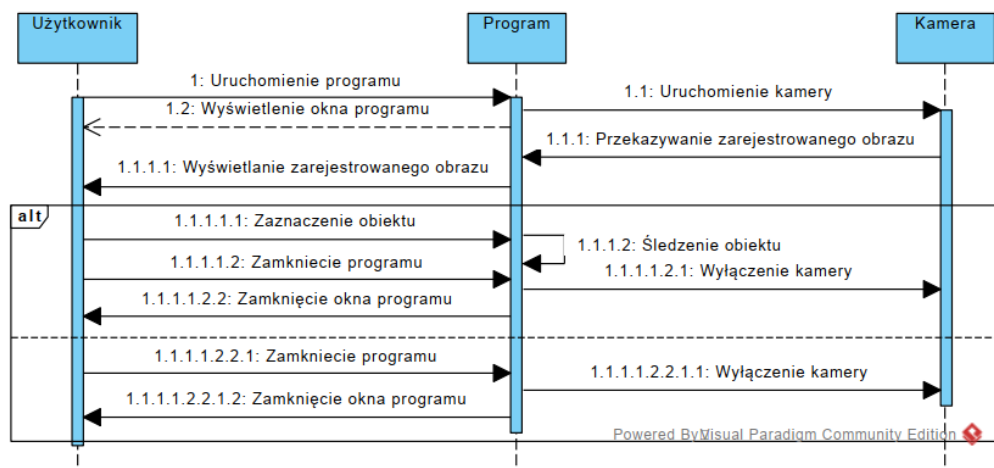 Użytkownik
Program
Kamera
1: Uruchomienie programu
1.1: Uruchomienie kamery
1.2: Wyświetlenie okna programu
1.1.1: Przekazywanie zarejestrowanego obrazu
1.1.1.1: Wyświetlanie zarejestrowanego obrazu
alt
1.1.1.1.1: Zaznaczenie obiektu
1.1.1.2: Śledzenie obiektu
1.1.1.1.2: Zamkniecie programu
1.1.1.1.2.1: Wyłączenie kamery
1.1.1.1.2.2: Zamknięcie okna programu
1.1.1.1.2.2.1: Zamkniecie programu
1.1.1.1.2.2.1.1: Wyłączenie kamery
1.1.1.1.2.2.1.2: Zamknięcie okna programu
Powered By Visual Paradigm Community Edition